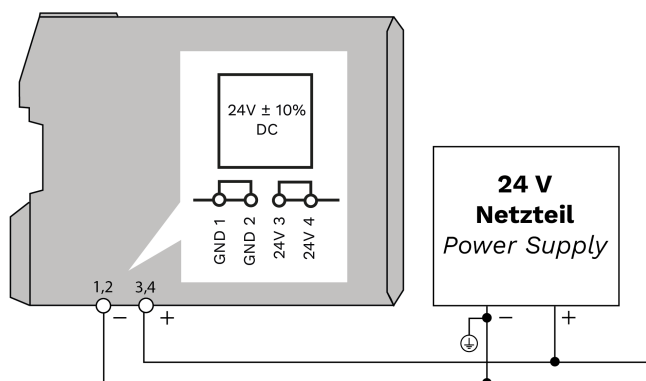 24V ± 10%
DC
GND 1
GND 2
24V 3
24V 4
1,2
3,4
−
+
24 V
Netzteil
Power Supply
−
+